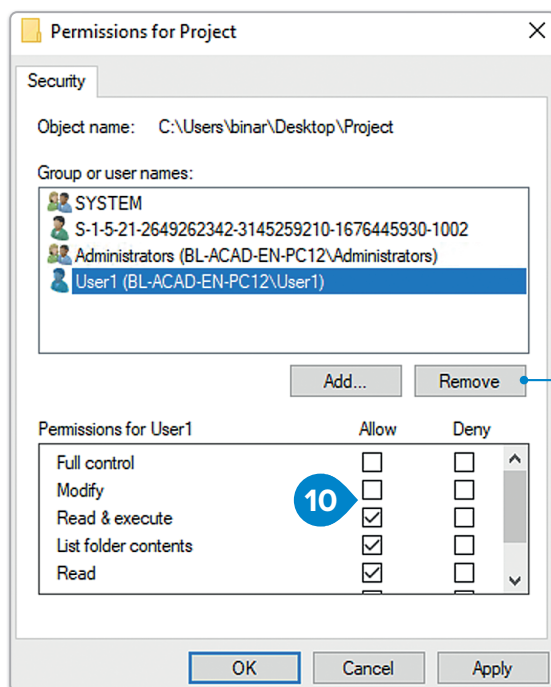 Permissions for Project
Security
Object name: C:\Users\binar\Desktop\Project
Group or user names:
SYSTEM
S-1-5-21-2649262342-3145259210-1676445930-1002
Administrators (BL-ACAD-EN-PC12\Administrators)
User1 (BL-ACAD-EN-PC12\User1)
Add... Remove
Permissions for User1 Allow Deny
Full control
Modify
10
Read & execute
List folder contents
Read
OK Cancel Apply